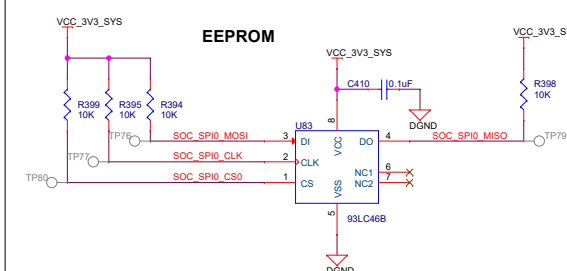 VCC_3V3_SYS
EEPROM
VCC_3V3_SYS
VCC_3V3_S
R399
10K
R395
10K
R394
10K
C410
0.1uF
R398
10K
DGND
U83
TP76
SOC_SPI0_MOSI
3
DI
8
VCC
DO
4
SOC_SPI0_MISO
TP79
TP77
SOC_SPI0_CLK
2
CLK
NC1
6
TP80
SOC_SPI0_CS0
1
CS
VSS
NC2
7
5
93LC46B
DGND